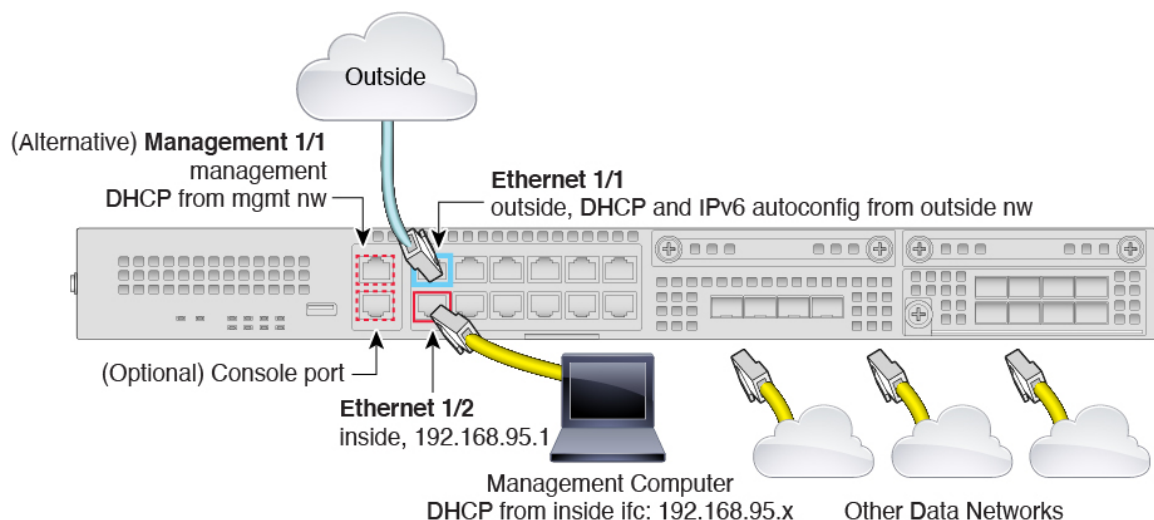 Outside
(Alternative) Management 1/1
management
DHCP from mgmt nw
Ethernet 1/1
outside, DHCP and IPv6 autoconfig from outside nw
(Optional) Console port
Ethernet 1/2
inside, 192.168.95.1
Management Computer
DHCP from inside ifc: 192.168.95.x
Other Data Networks